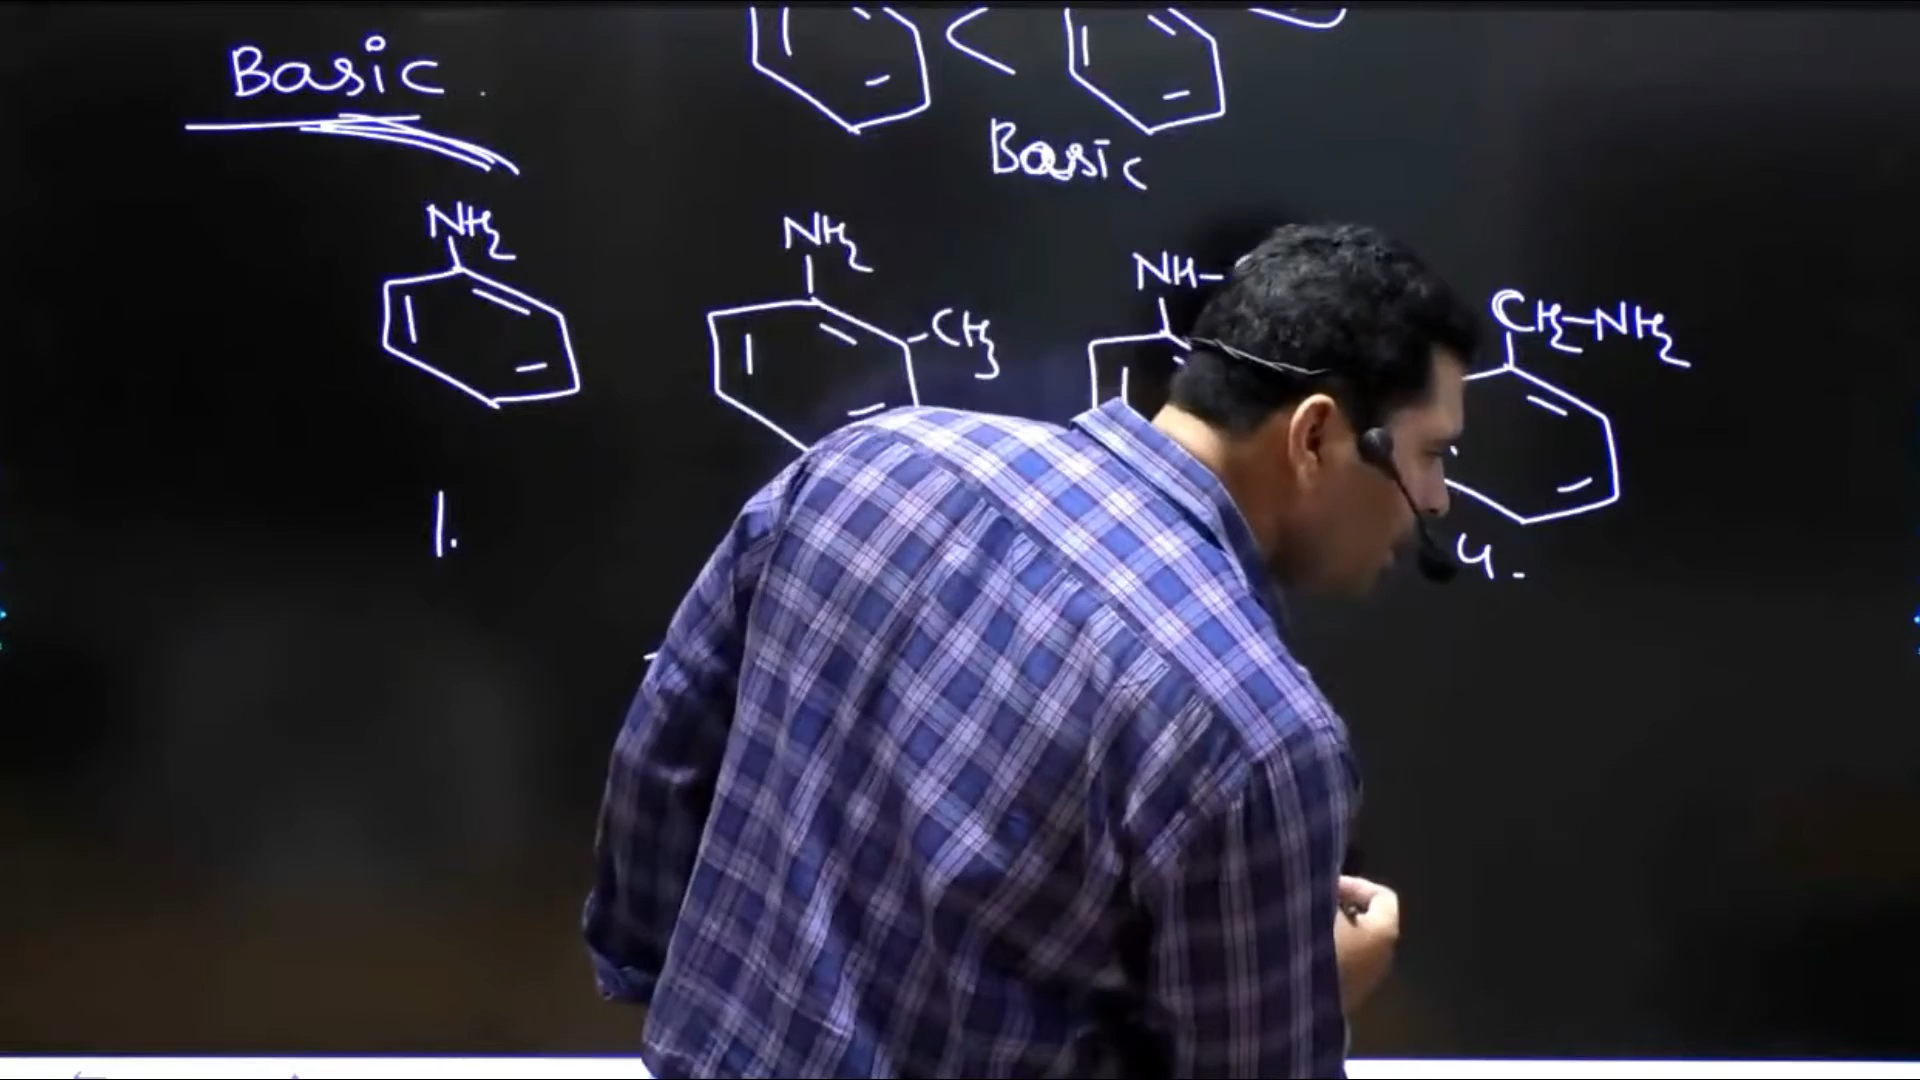 Basic
Basic
NH2
NH2
CH3
NH-
CH2-NH2
1.
4.